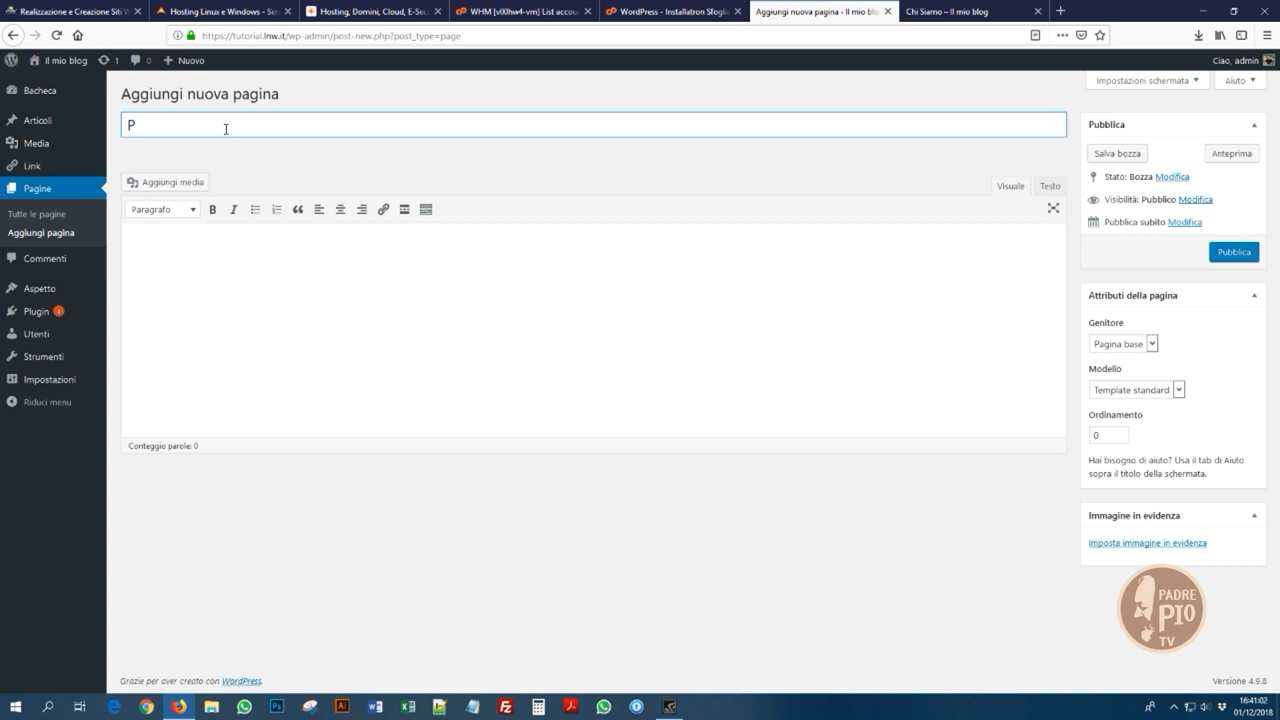 Realizzazione e Creazione Siti W
Hosting Linux e Windows - Ser
Hosting, Domini, Cloud, E-Sec
WHM [v00hw4-vm] List accou
WordPress - Installatron Sfogli
Aggiungi nuova pagina ‹ Il mio blo
Chi Siamo – Il mio blog
https://tutorial.lnw.it/wp-admin/post-new.php?post_type=page
Il mio blog
1
0
Nuovo
Ciao, admin
Bacheca
Articoli
Media
Link
Pagine
Tutte le pagine
Aggiungi pagina
Commenti
Aspetto
Plugin 1
Utenti
Strumenti
Impostazioni
Riduci menu
Impostazioni schermata
Aiuto
Aggiungi nuova pagina
P
Aggiungi media
Visuale
Testo
Paragrafo
B I
Conteggio parole: 0
Pubblica
Salva bozza
Anteprima
Stato: Bozza Modifica
Visibilità: Pubblico Modifica
Pubblica subito Modifica
Pubblica
Attributi della pagina
Genitore
Pagina base
Modello
Template standard
Ordinamento
0
Hai bisogno di aiuto? Usa il tab di Aiuto
sopra il titolo della schermata.
Immagine in evidenza
Imposta immagine in evidenza
PADRE
PIO
TV
Grazie per aver creato con WordPress.
Versione 4.9.8
16:41:02
01/12/2018